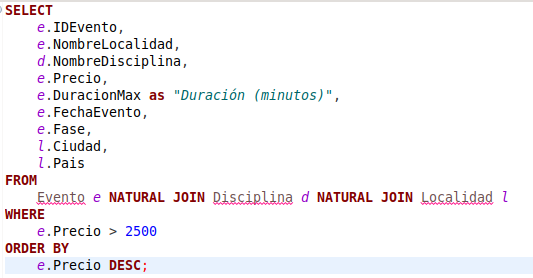 SELECT
e.IDEvento,
e.NombreLocalidad,
d.NombreDisciplina,
e.Precio,
e.DuracionMax as "Duración (minutos)",
e.FechaEvento,
e.Fase,
l.Ciudad,
l.Pais
FROM
Evento e NATURAL JOIN Disciplina d NATURAL JOIN Localidad l
WHERE
e.Precio > 2500
ORDER BY
e.Precio DESC;